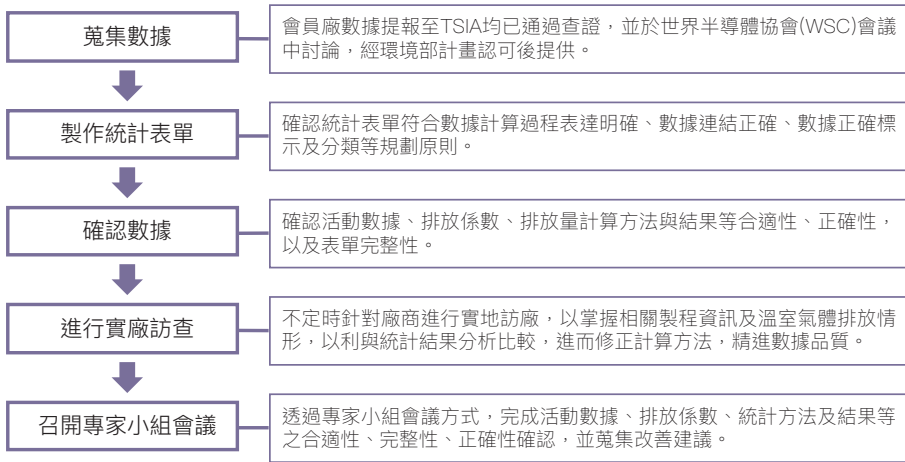 蒐集數據
會員廠數據提報至TSIA均已通過查證，並於世界半導體協會(WSC)會議
中討論，經環境部計畫認可後提供。
製作統計表單
確認統計表單符合數據計算過程表達明確、數據連結正確、數據正確標
示及分類等規劃原則。
確認數據
確認活動數據、排放係數、排放量計算方法與結果等合適性、正確性，
以及表單完整性。
進行實廠訪查
不定時針對廠商進行實地訪廠，以掌握相關製程資訊及溫室氣體排放情
形，以利與統計結果分析比較，進而修正計算方法，精進數據品質。
召開專家小組會議
透過專家小組會議方式，完成活動數據、排放係數、統計方法及結果等
之合適性、完整性、正確性確認，並蒐集改善建議。